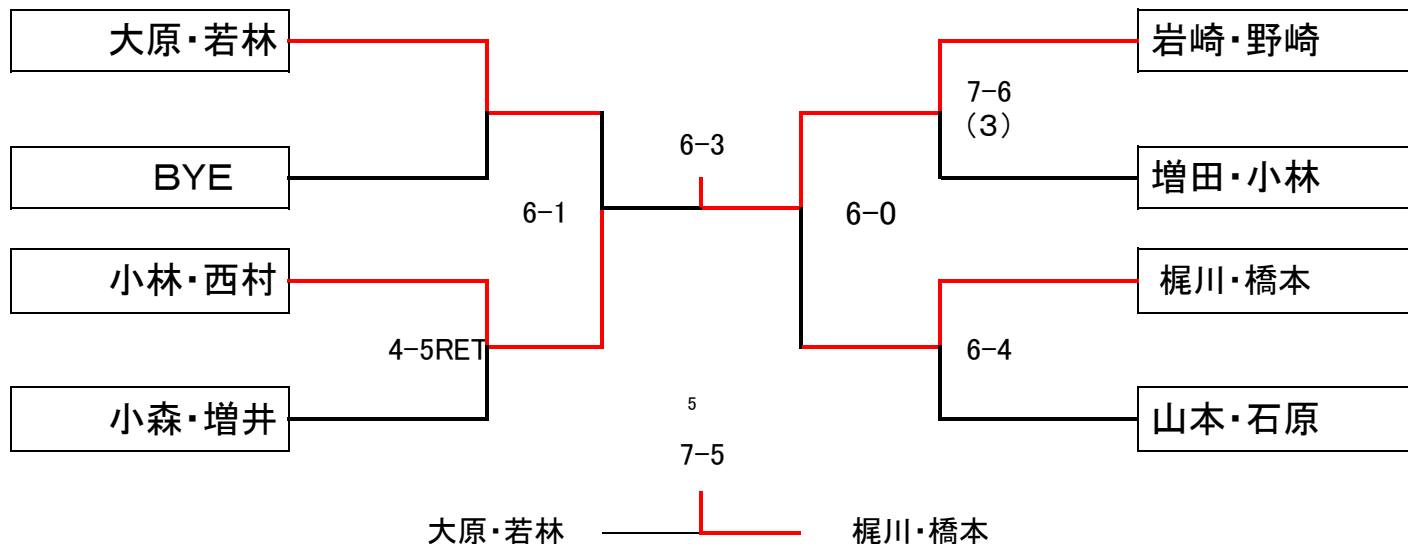 大原・若林
岩崎・野崎
7-6
(3)
6-3
BYE
増田・小林
6-1
6-0
小林・西村
梶川・橋本
4-5RET
6-4
小森・増井
5
山本・石原
7-5
大原・若林
梶川・橋本